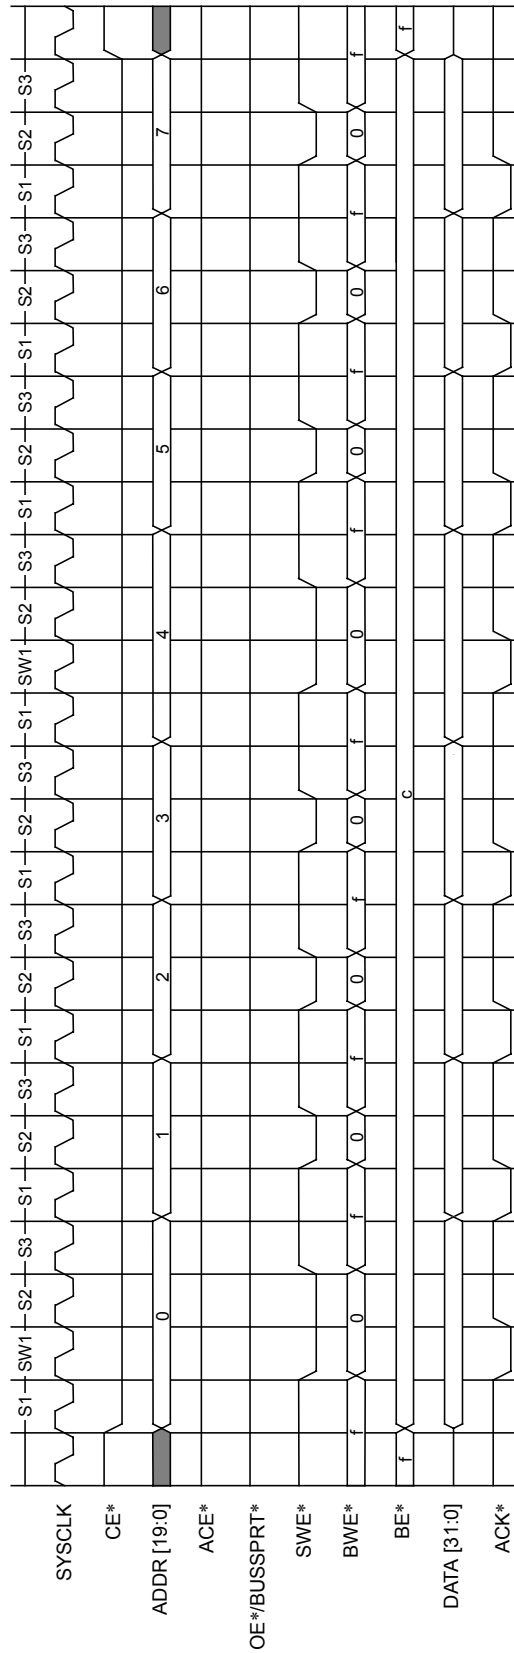 S1 SW1 S2 S3 S1 S2 S3 S1 S2 S3 S1 S2 S3 S1 SW1 S2 S3 S1 S2 S3 S1 S2 S3 S1 S2 S3
SYSCLK
CE*
ADDR [19:0] 0 1 2 3 4 5 6 7
ACE*
OE*/BUSSPRT*
SWE*
BWE* f 0 f 0 f 0 f 0 f 0 f 0 f 0 f 0 f
BE* f c f
DATA [31:0]
ACK*